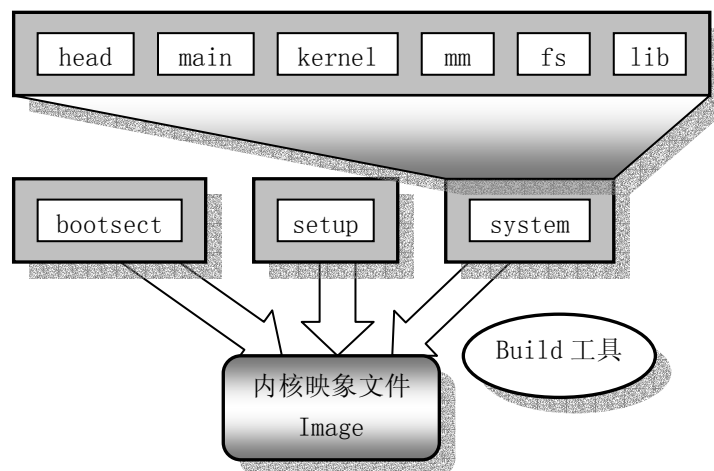 head main kernel mm fs lib
bootsect setup system
Build 工具
内核映象文件
Image